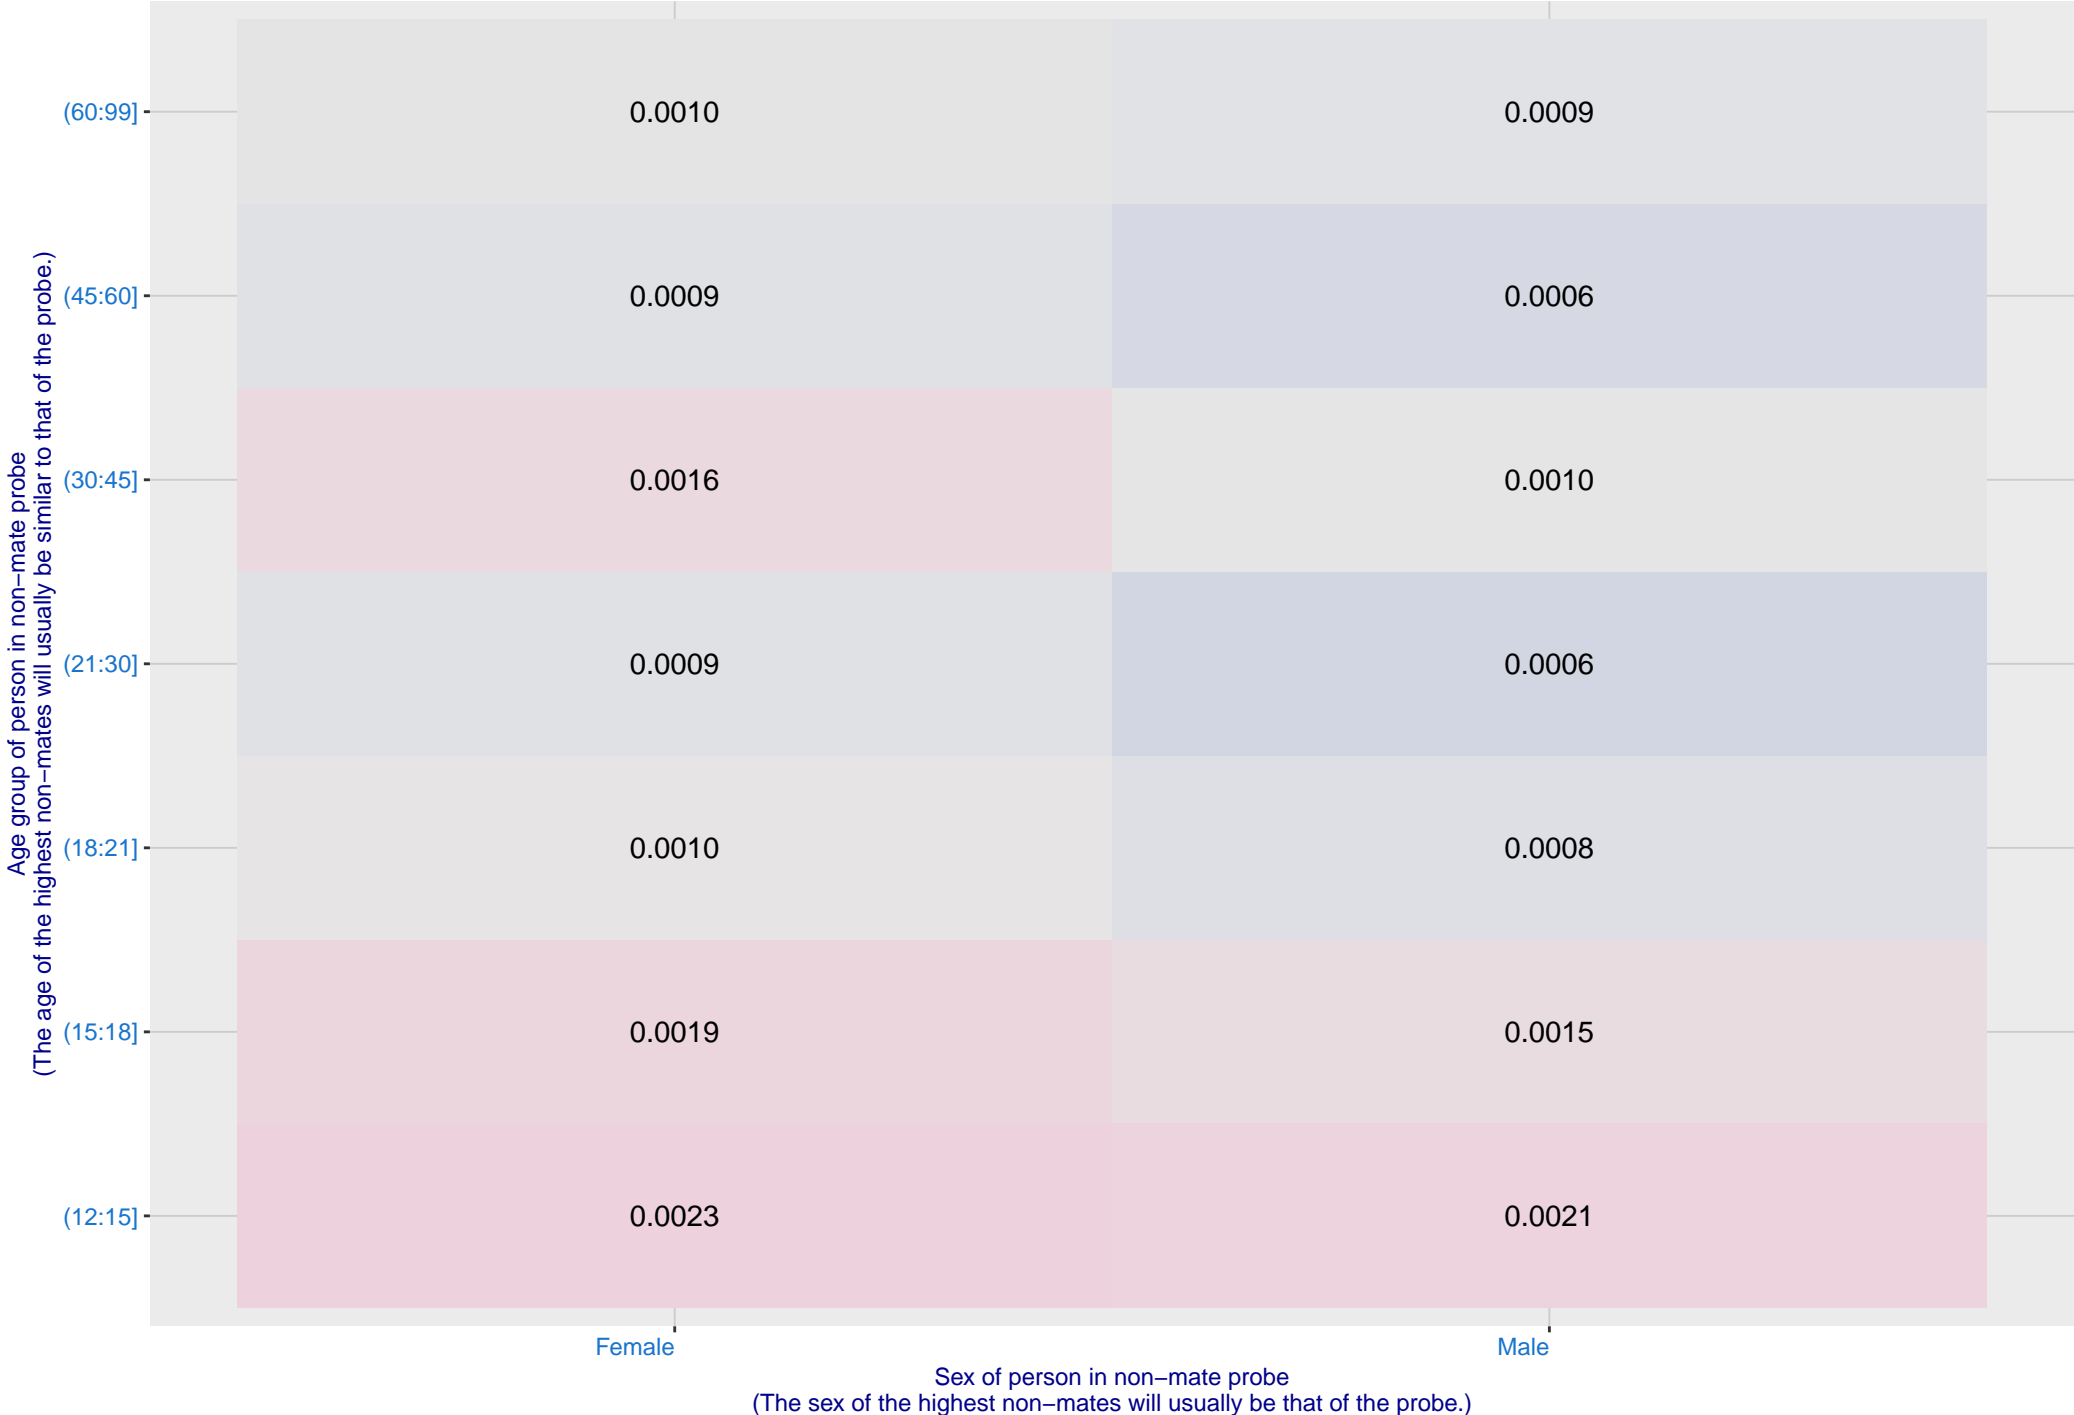 Age group of person in non−mate probe
(The age of the highest non−mates will usually be similar to that of the probe.)
(60:99] 0.0010 0.0009
(45:60] 0.0009 0.0006
(30:45] 0.0016 0.0010
(21:30] 0.0009 0.0006
(18:21] 0.0010 0.0008
(15:18] 0.0019 0.0015
(12:15] 0.0023 0.0021
Female Male
Sex of person in non−mate probe
(The sex of the highest non−mates will usually be that of the probe.)